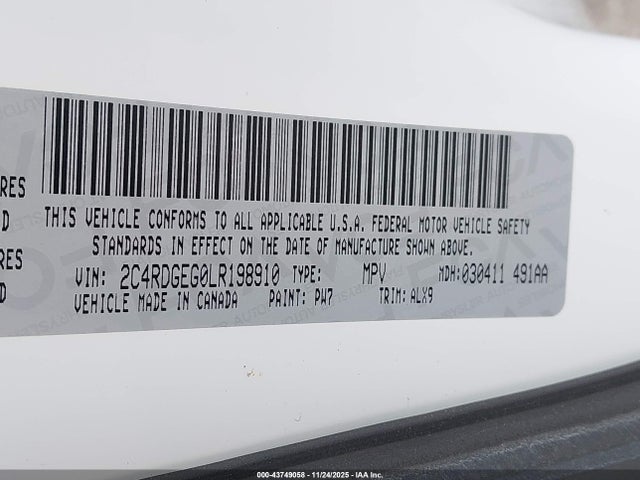 RES
THIS VEHICLE CONFORMS TO ALL APPLICABLE U.S.A. FEDERAL MOTOR VEHICLE SAFETY
D
STANDARDS IN EFFECT ON THE DATE OF MANUFACTURE SHOWN ABOVE.
RES
VIN: 2C4RDGEG0LR198910 TYPE: MPV MDH: 030411 491AA
D
VEHICLE MADE IN CANADA PAINT: PW7 TRIM: ALX9
000-43749058 - 11/24/2025 - IAA Inc.